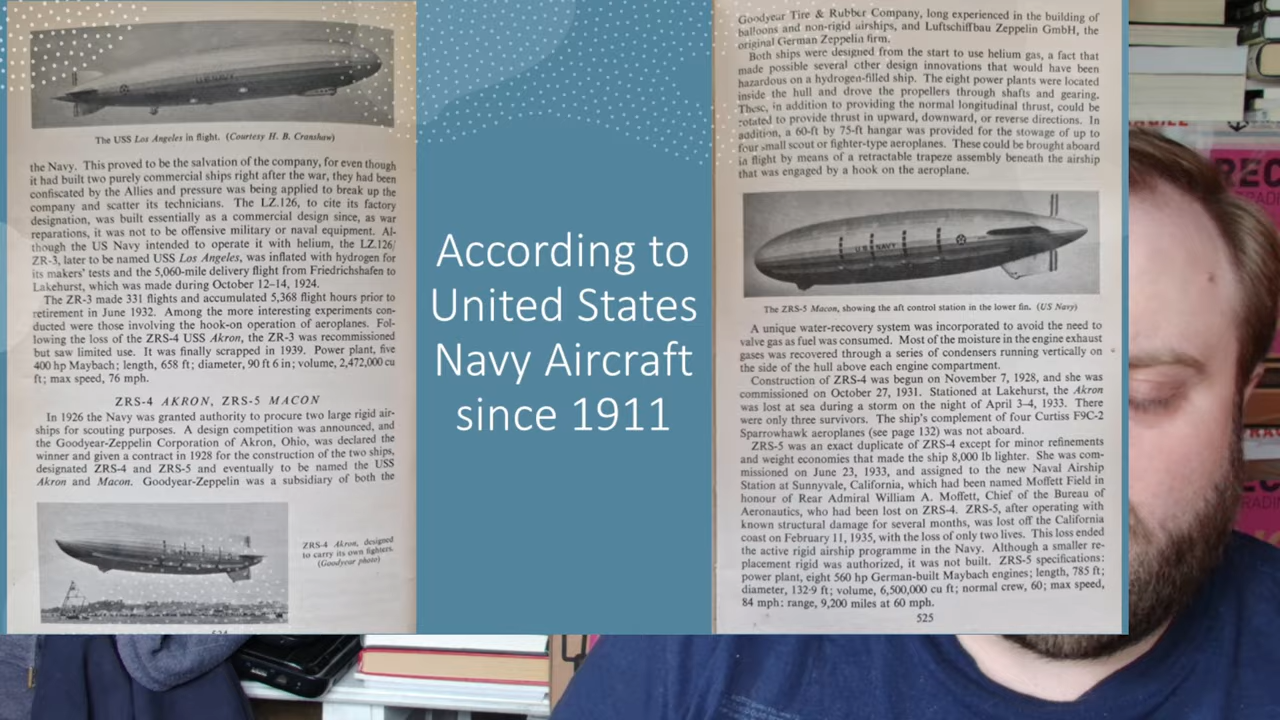 The USS Los Angeles in flight. (Courtesy H. B. Cranshaw)
the Navy. This proved to be the salvation of the company, for even though
it had built two purely commercial ships right after the war, they had been
confiscated by the Allies and pressure was being applied to break up the
company and scatter its technicians. The LZ.126, to cite its factory
designation, was built essentially as a commercial design since, as war
reparations, it was not to be offensive military or naval equipment. Al-
though the US Navy intended to operate it with helium, the LZ.126/
ZR-3, later to be named USS Los Angeles, was inflated with hydrogen for
its makers' tests and the 5,060-mile delivery flight from Friedrichshafen to
Lakehurst, which was made during October 12–14, 1924.
The ZR-3 made 331 flights and accumulated 5,368 flight hours prior to
retirement in June 1932. Among the more interesting experiments con-
ducted were those involving the hook-on operation of aeroplanes. Fol-
lowing the loss of the ZRS-4 USS Akron, the ZR-3 was recommissioned
but saw limited use. It was finally scrapped in 1939. Power plant, five
400 hp Maybach; length, 658 ft; diameter, 90 ft 6 in; volume, 2,472,000 cu
ft; max speed, 76 mph.
ZRS-4 AKRON, ZRS-5 MACON
In 1926 the Navy was granted authority to procure two large rigid air-
ships for scouting purposes. A design competition was announced, and
the Goodyear-Zeppelin Corporation of Akron, Ohio, was declared the
winner and given a contract in 1928 for the construction of the two ships,
designated ZRS-4 and ZRS-5 and eventually to be named the USS
Akron and Macon. Goodyear-Zeppelin was a subsidiary of both the
ZRS-4 Akron, designed
to carry its own fighters.
(Goodyear photo)
According to
United States
Navy Aircraft
since 1911
Goodyear Tire & Rubber Company, long experienced in the building of
balloons and non-rigid airships, and Luftschiffbau Zeppelin GmbH, the
original German Zeppelin firm.
Both ships were designed from the start to use helium gas, a fact that
made possible several other design innovations that would have been
hazardous on a hydrogen-filled ship. The eight power plants were located
inside the hull and drove the propellers through shafts and gearing.
These, in addition to providing the normal longitudinal thrust, could be
rotated to provide thrust in upward, downward, or reverse directions. In
addition, a 60-ft by 75-ft hangar was provided for the stowage of up to
four small scout or fighter-type aeroplanes. These could be brought aboard
in flight by means of a retractable trapeze assembly beneath the airship
that was engaged by a hook on the aeroplane.
U.S. NAVY
The ZRS-5 Macon, showing the aft control station in the lower fin. (US Navy)
A unique water-recovery system was incorporated to avoid the need to
valve gas as fuel was consumed. Most of the moisture in the engine exhaust
gases was recovered through a series of condensers running vertically on
the side of the hull above each engine compartment.
Construction of ZRS-4 was begun on November 7, 1928, and she was
commissioned on October 27, 1931. Stationed at Lakehurst, the Akron
was lost at sea during a storm on the night of April 3–4, 1933. There
were only three survivors. The ship's complement of four Curtiss F9C-2
Sparrowhawk aeroplanes (see page 132) was not aboard.
ZRS-5 was an exact duplicate of ZRS-4 except for minor refinements
and weight economies that made the ship 8,000 lb lighter. She was com-
missioned on June 23, 1933, and assigned to the new Naval Airship
Station at Sunnyvale, California, which had been named Moffett Field in
honour of Rear Admiral William A. Moffett, Chief of the Bureau of
Aeronautics, who had been lost on ZRS-4. ZRS-5, after operating with
known structural damage for several months, was lost off the California
coast on February 11, 1935, with the loss of only two lives. This loss ended
the active rigid airship programme in the Navy. Although a smaller re-
placement rigid was authorized, it was not built. ZRS-5 specifications:
power plant, eight 560 hp German-built Maybach engines; length, 785 ft;
diameter, 132·9 ft; volume, 6,500,000 cu ft; normal crew, 60; max speed,
84 mph: range, 9,200 miles at 60 mph.
525
REC